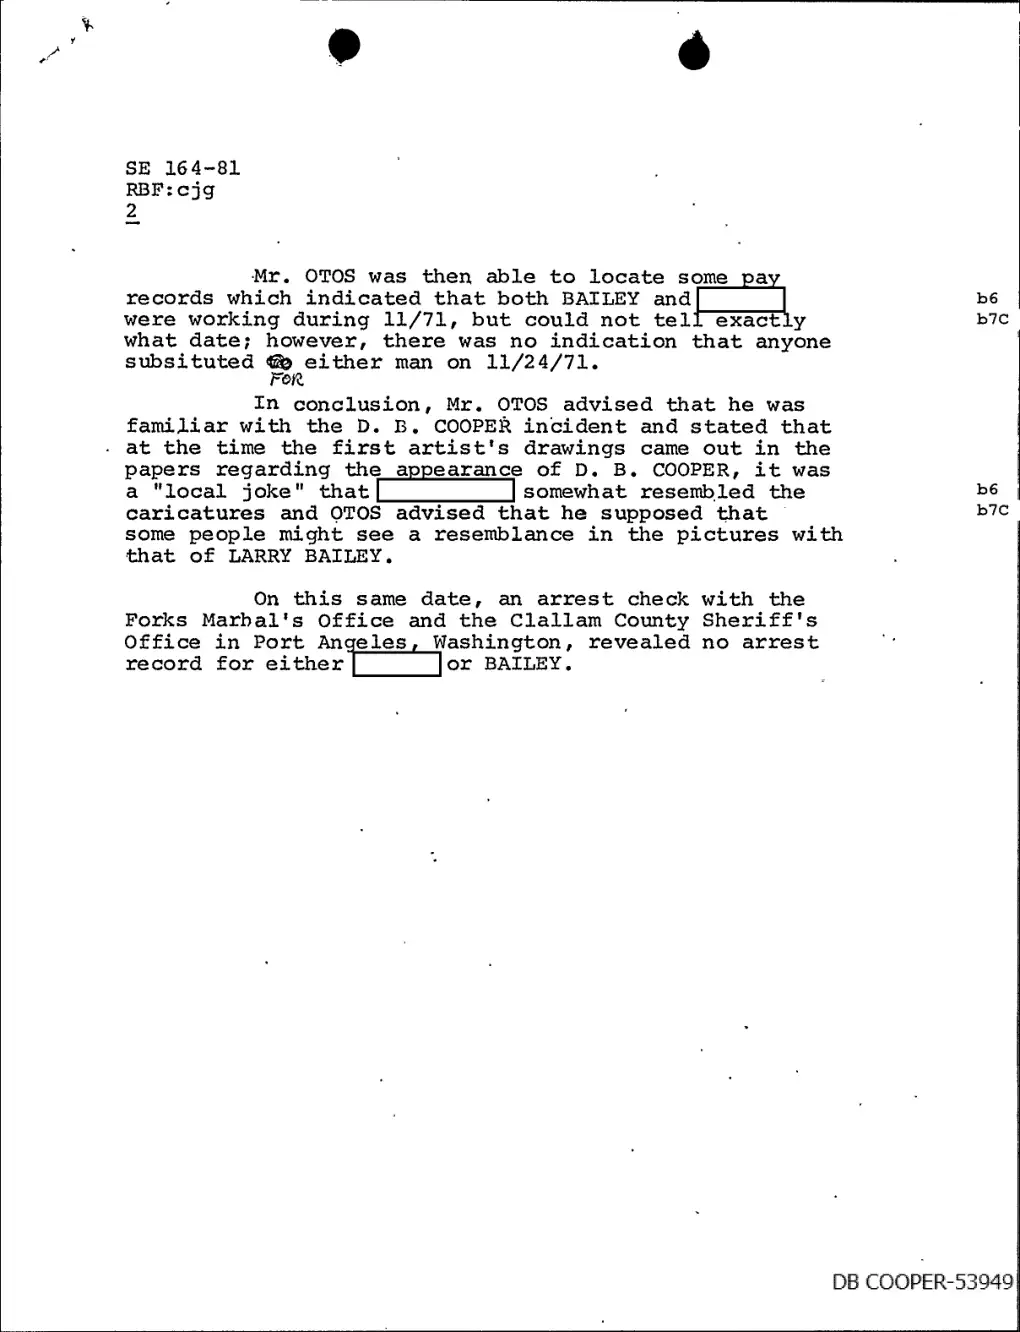 SE 164-81
RBF:cjg
2
Mr. OTOS was then able to locate some pay
records which indicated that both BAILEY and
b6
were working during 11/71, but could not tell exactly
b7C
what date; however, there was no indication that anyone
subsituted either man on 11/24/71.
FOR
In conclusion, Mr. OTOS advised that he was
familiar with the D. B. COOPER incident and stated that
at the time the first artist's drawings came out in the
papers regarding the appearance of D. B. COOPER, it was
a "local joke" that somewhat resembled the
b6
caricatures and OTOS advised that he supposed that
b7C
some people might see a resemblance in the pictures with
that of LARRY BAILEY.
On this same date, an arrest check with the
Forks Marhal's Office and the Clallam County Sheriff's
Office in Port Angeles, Washington, revealed no arrest
record for either or BAILEY.
DB COOPER-53949